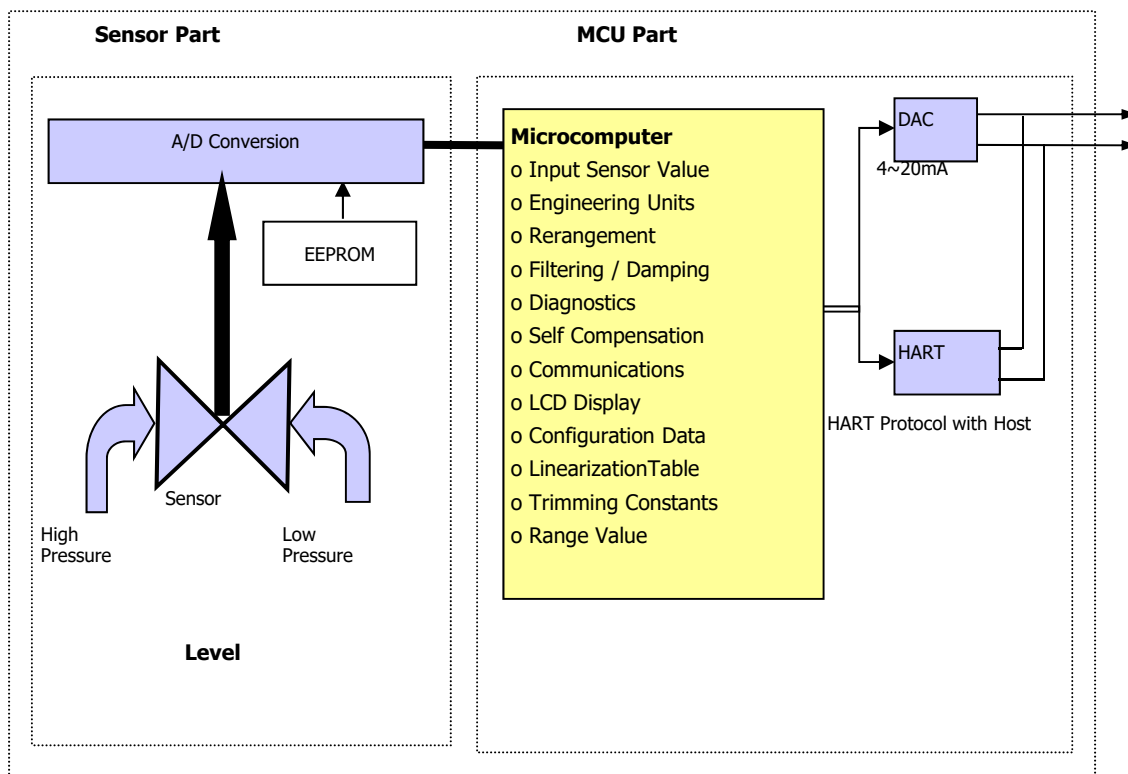 Sensor Part
MCU Part
A/D Conversion
EEPROM
Sensor
High
Pressure
Low
Pressure
Level
Microcomputer
o Input Sensor Value
o Engineering Units
o Rerangement
o Filtering / Damping
o Diagnostics
o Self Compensation
o Communications
o LCD Display
o Configuration Data
o LinearizationTable
o Trimming Constants
o Range Value
DAC
4~20mA
HART
HART Protocol with Host